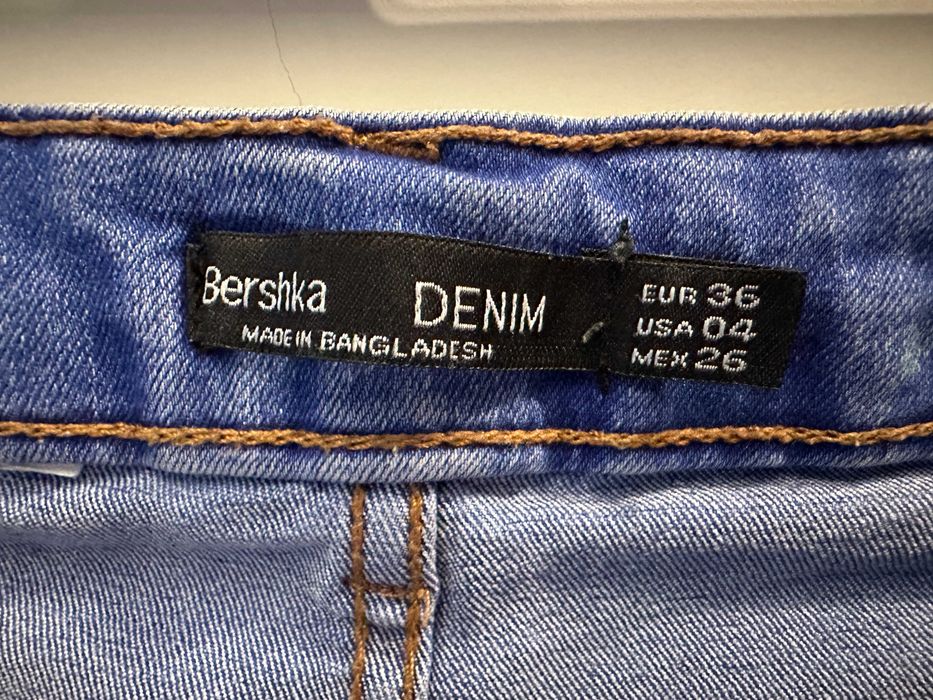 Bershka DENIM
MADE IN BANGLADESH
EUR 36
USA 04
MEX 26